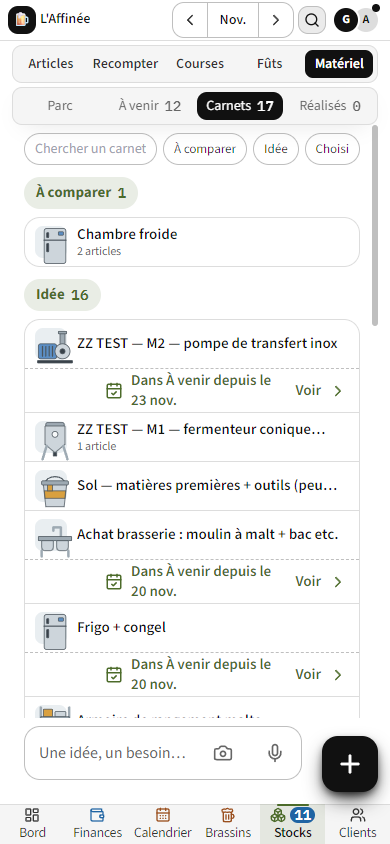 L'Affinée
Nov.
G
A
Articles Recompter Courses Fûts Matériel
Parc À venir 12 Carnets 17 Réalisés 0
Chercher un carnet À comparer Idée Choisi
À comparer 1
Chambre froide
2 articles
Idée 16
ZZ TEST — M2 — pompe de transfert inox
Dans À venir depuis le
23 nov.
Voir
ZZ TEST — M1 — fermenteur conique…
1 article
Sol — matières premières + outils (peu…
Achat brasserie : moulin à malt + bac etc.
Dans À venir depuis le
20 nov.
Voir
Frigo + congel
Dans À venir depuis le
20 nov.
Voir
Une idée, un besoin…
11
Bord Finances Calendrier Brassins Stocks Clients